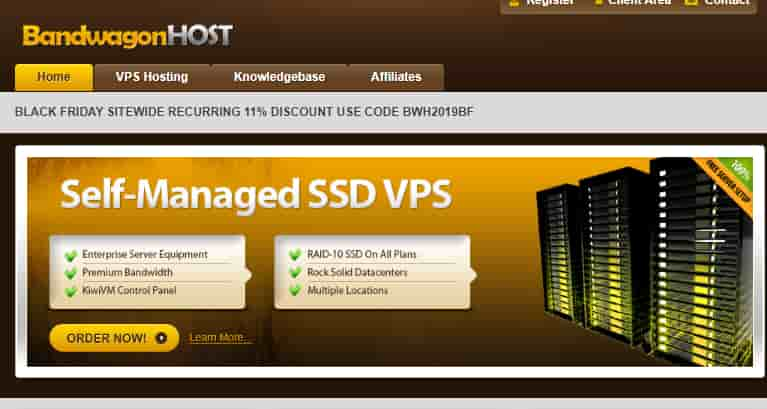 Register Client Area Contact
BandwagonHOST
Home VPS Hosting Knowledgebase Affiliates
BLACK FRIDAY SITEWIDE RECURRING 11% DISCOUNT USE CODE BWH2019BF
100%
FREE SERVER SETUP
Self-Managed SSD VPS
Enterprise Server Equipment
Premium Bandwidth
KiwiVM Control Panel
RAID-10 SSD On All Plans
Rock Solid Datacenters
Multiple Locations
ORDER NOW!
Learn More...